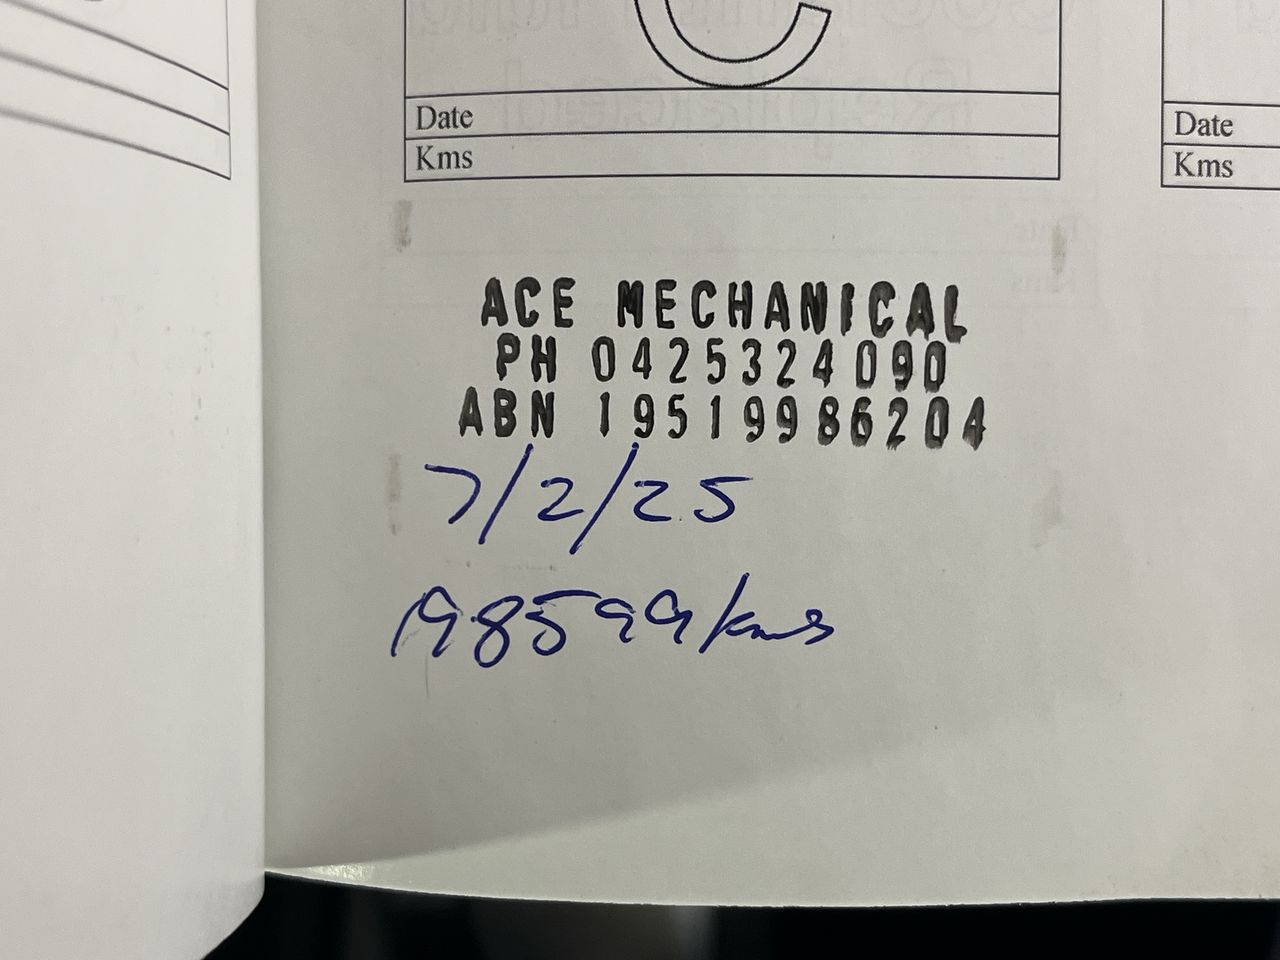 Date
Kms
Date
Kms
ACE MECHANICAL
PH 0425324090
ABN 19519986204
7/2/25
198599kms